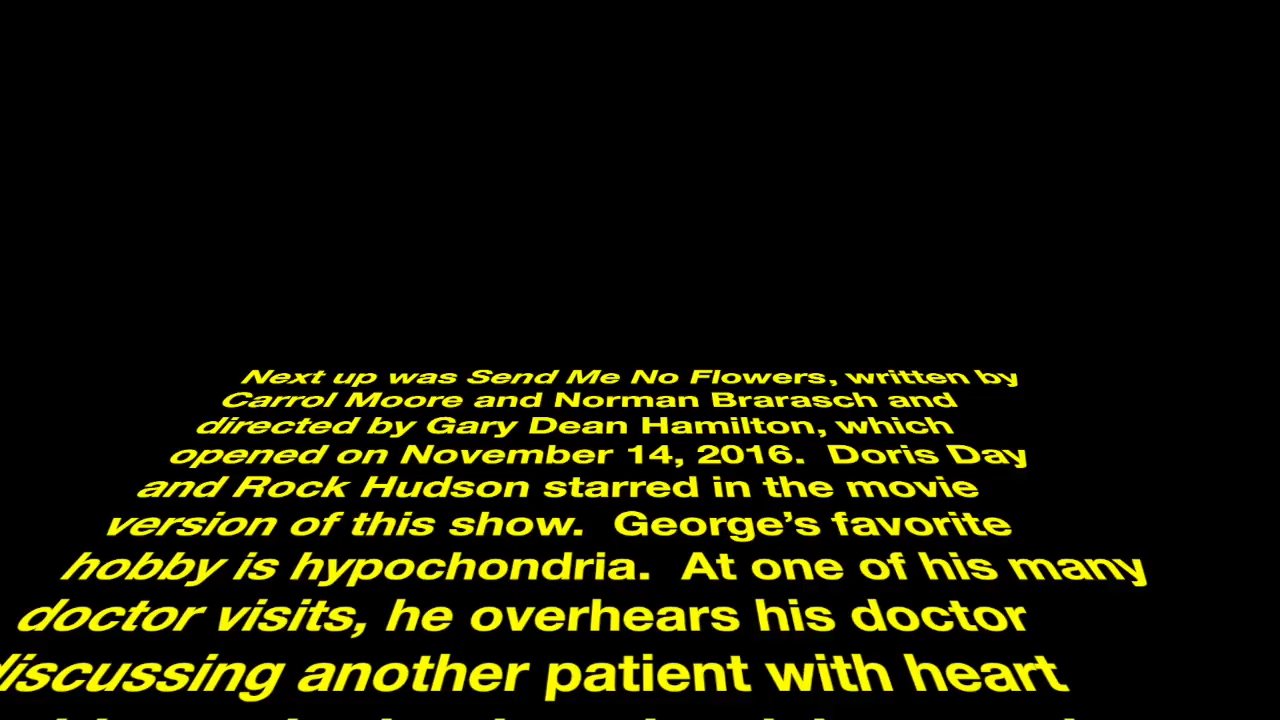 Next up was Send Me No Flowers, written by
Carrol Moore and Norman Brarasch and
directed by Gary Dean Hamilton, which
opened on November 14, 2016.  Doris Day
and Rock Hudson starred in the movie
version of this show.  George’s favorite
hobby is hypochondria.  At one of his many
doctor visits, he overhears his doctor
discussing another patient with heart